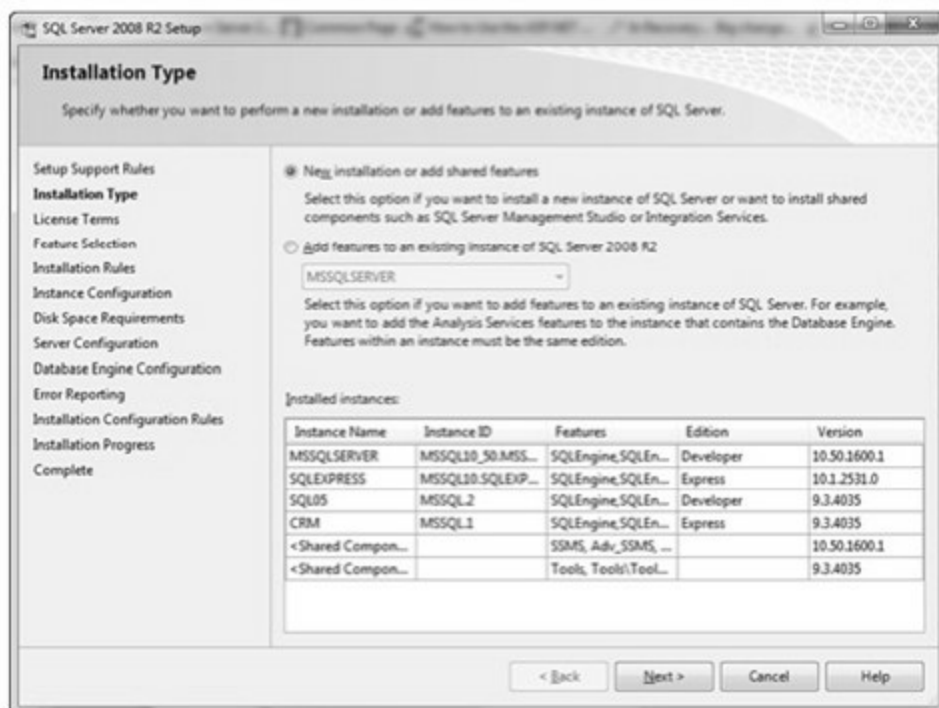 SQL Server 2008 R2 Setup
Installation Type
Specify whether you want to perform a new installation or add features to an existing instance of SQL Server.
Setup Support Rules
Installation Type
License Terms
Feature Selection
Installation Rules
Instance Configuration
Disk Space Requirements
Server Configuration
Database Engine Configuration
Error Reporting
Installation Configuration Rules
Installation Progress
Complete
New installation or add shared features
Select this option if you want to install a new instance of SQL Server or want to install shared
components such as SQL Server Management Studio or Integration Services.
Add features to an existing instance of SQL Server 2008 R2
MSSQLSERVER
Select this option if you want to add features to an existing instance of SQL Server. For example,
you want to add the Analysis Services features to the instance that contains the Database Engine.
Features within an instance must be the same edition.
Installed instances:
Instance Name Instance ID Features Edition Version
MSSQLSERVER MSSQL10_50.MSS... SQLEngine,SQLEn... Developer 10.50.1600.1
SQLEXPRESS MSSQL10.SQLEXP... SQLEngine,SQLEn... Express 10.1.2531.0
SQL05 MSSQL.2 SQLEngine,SQLEn... Developer 9.3.4035
CRM MSSQL.1 SQLEngine,SQLEn... Express 9.3.4035
<Shared Compon... SSMS, Adv_SSMS, ... 10.50.1600.1
<Shared Compon... Tools, Tools\Tool... 9.3.4035
< Back Next > Cancel Help